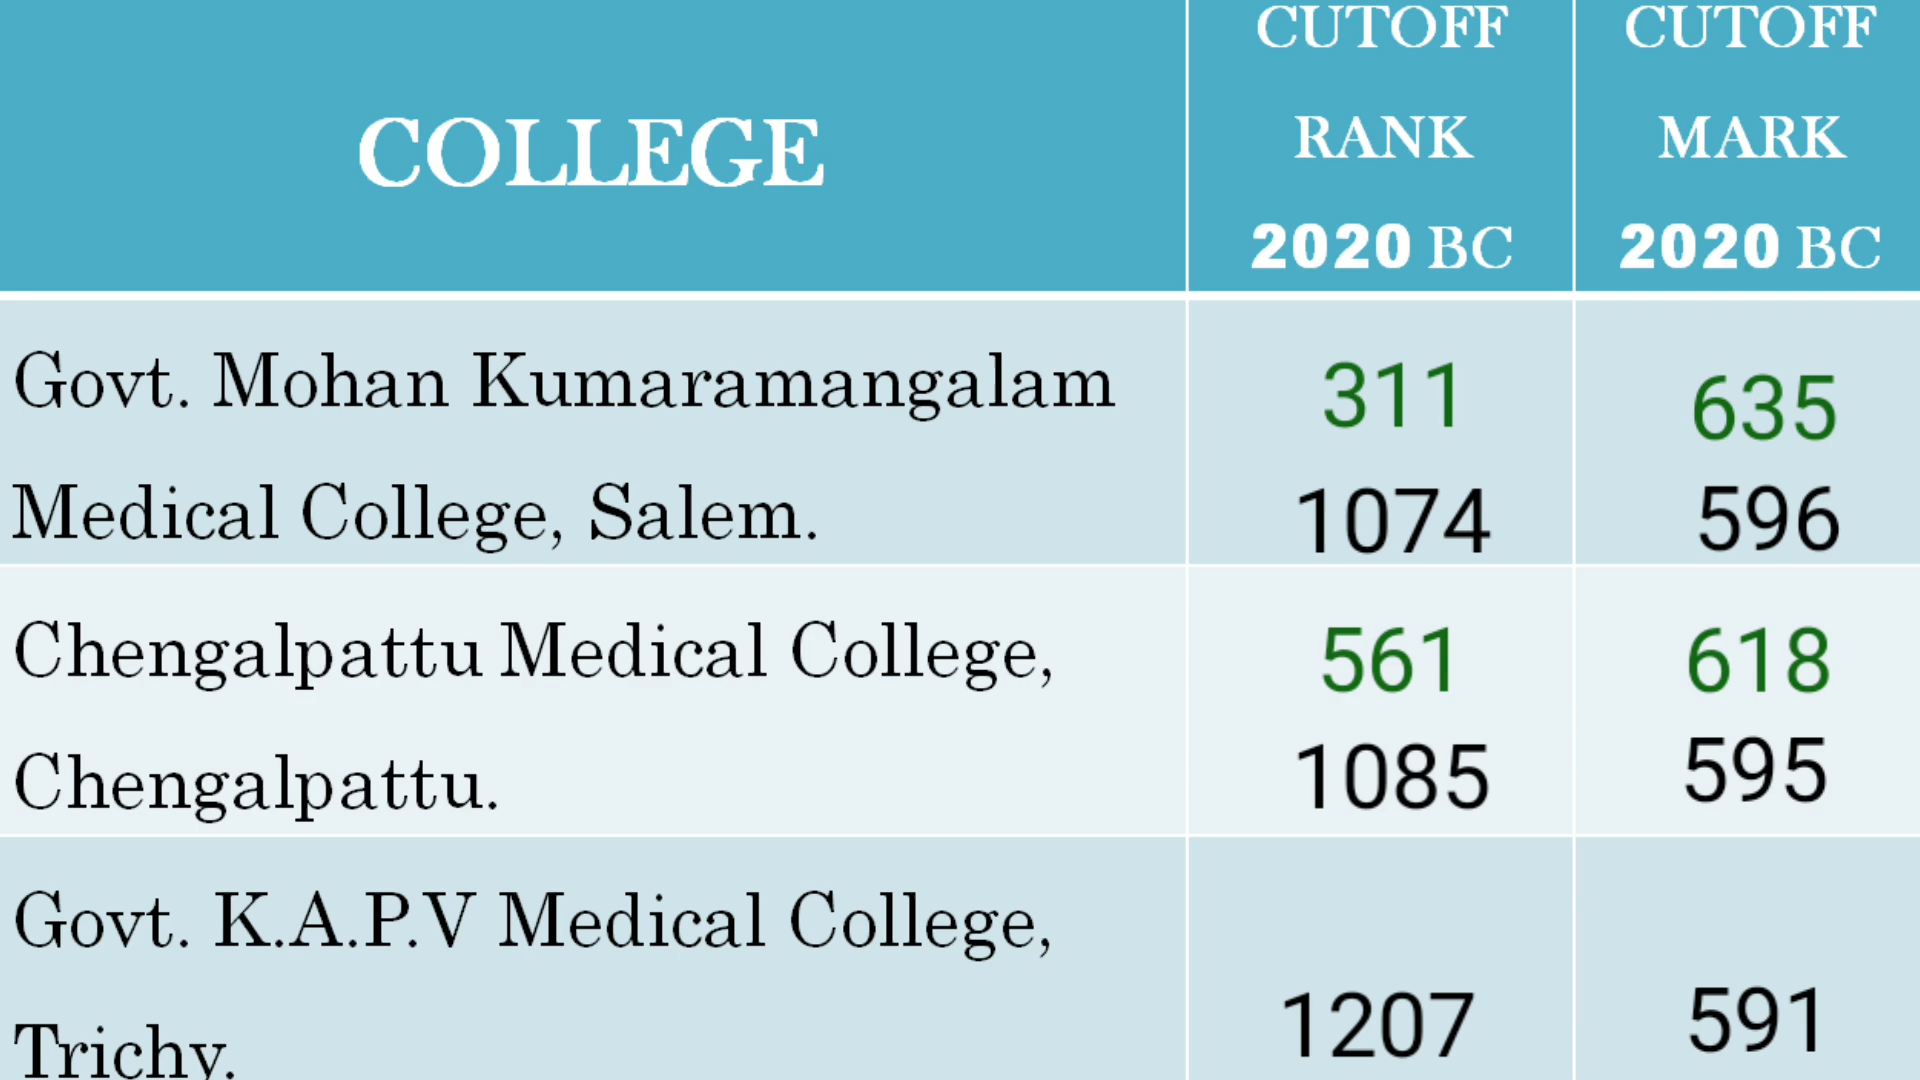 COLLEGE
CUTOFF
RANK
2020 BC
CUTOFF
MARK
2020 BC
Govt. Mohan Kumaramangalam
Medical College, Salem.
311
1074
635
596
Chengalpattu Medical College,
Chengalpattu.
561
1085
618
595
Govt. K.A.P.V Medical College,
Trichy.
1207
591